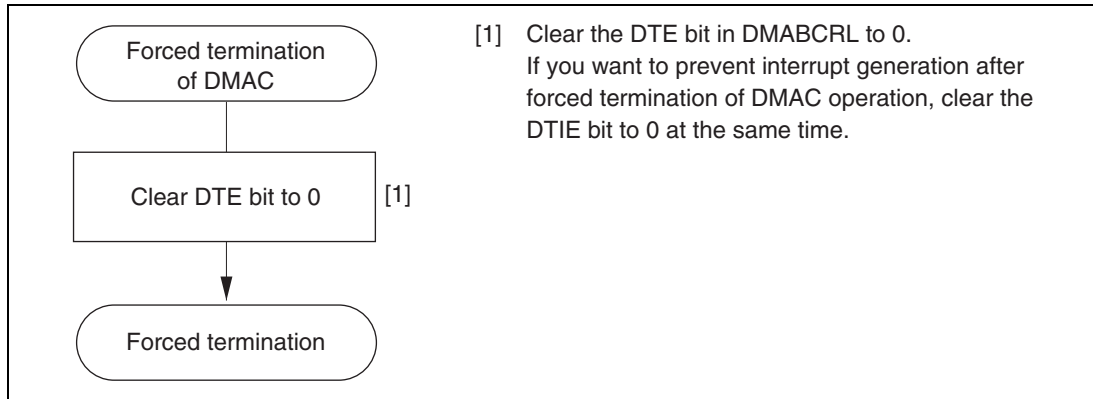 Forced termination
of DMAC
Clear DTE bit to 0
[1]
Forced termination
[1] Clear the DTE bit in DMABCRL to 0.
If you want to prevent interrupt generation after
forced termination of DMAC operation, clear the
DTIE bit to 0 at the same time.